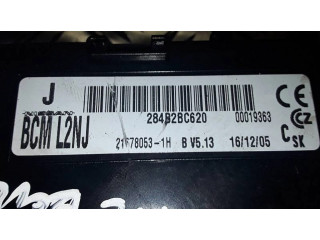 J
284B2BC620 00019363
BCM L2NJ
21678053-1H B V5.13 16/12/05
CE
C
SK